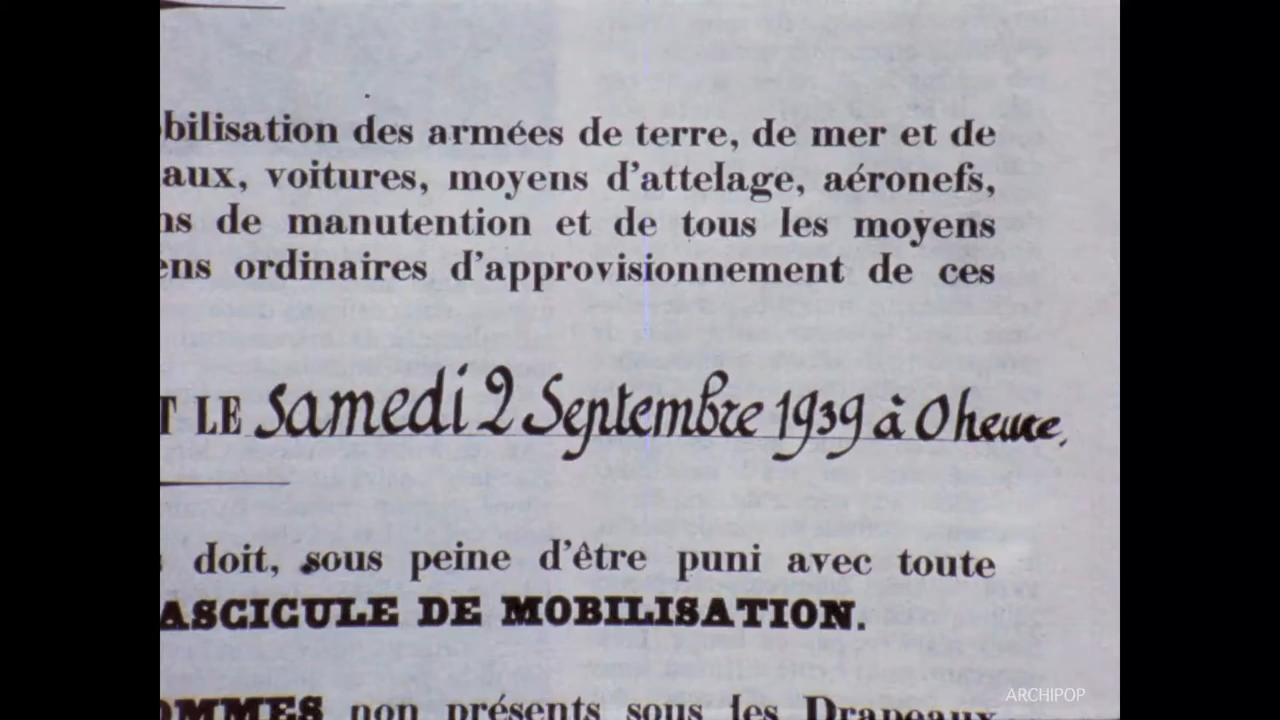 bilisation des armées de terre, de mer et de
aux, voitures, moyens d'attelage, aéronefs,
ns de manutention et de tous les moyens
ens ordinaires d'approvisionnement de ces
T LE Samedi 2 Septembre 1939 à 0 heure.
doit, sous peine d'être puni avec toute
ASCICULE DE MOBILISATION.
OMMES non présents sous les Drapeaux
ARCHIPOP